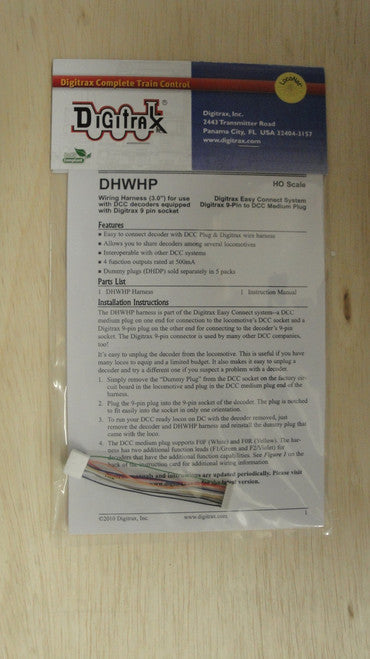 Digitrax Complete Train Control
LocoNet
DIGITRAX®
Digitrax, Inc.
2443 Transmitter Road
Panama City, FL USA 32404-3157
www.digitrax.com
Compliant
DHWHP
HO Scale
Wiring Harness (3.0") for use
with DCC decoders equipped
with Digitrax 9 pin socket
Digitrax Easy Connect System
Digitrax 9-Pin to DCC Medium Plug
Features
■ Easy to connect decoder with DCC Plug & Digitrax wire harness
■ Allows you to share decoders among several locomotives
■ Interoperable with other DCC systems
■ 4 function outputs rated at 500mA
■ Dummy plugs (DHDP) sold separately in 5 packs
Parts List
1 DHWHP Harness
1 Instruction Manual
Installation Instructions
The DHWHP harness is part of the Digitrax Easy Connect system--a DCC
medium plug on one end for connection to the locomotive's DCC socket and a
Digitrax 9-pin plug on the other end for connecting to the decoder's 9-pin
socket. The Digitrax 9-pin connector is used by many other DCC companies,
too!
It's easy to unplug the decoder from the locomotive. This is useful if you have
many locos to equip and a limited budget. It also makes it easy to unplug a
decoder and try a different one if you suspect a problem with a decoder.
1. Simply remove the "Dummy Plug" from the DCC socket on the factory cir-
cuit board in the locomotive and plug in the DCC medium plug end of the
harness.
2. Plug the 9-pin plug into the 9-pin socket of the decoder. The plug is notched
to fit easily into the socket in only one orientation.
3. To run your DCC ready locos on DC with the decoder removed, just
remove the decoder and DHWHP harness and reinstall the dummy plug that
came with the loco.
4. The DCC medium plug supports F0F (White) and F0R (Yellow). The har-
ness has two additional function leads (F1/Green and F2/Violet) for
decoders that have the additional function capabilities. See Figure 1 on the
back of the instruction card for additional wiring information.
manuals and instructions are updated periodically. Please visit
www.digitrax for the latest version.
©2010 Digitrax, Inc.
www.digitrax.com
1